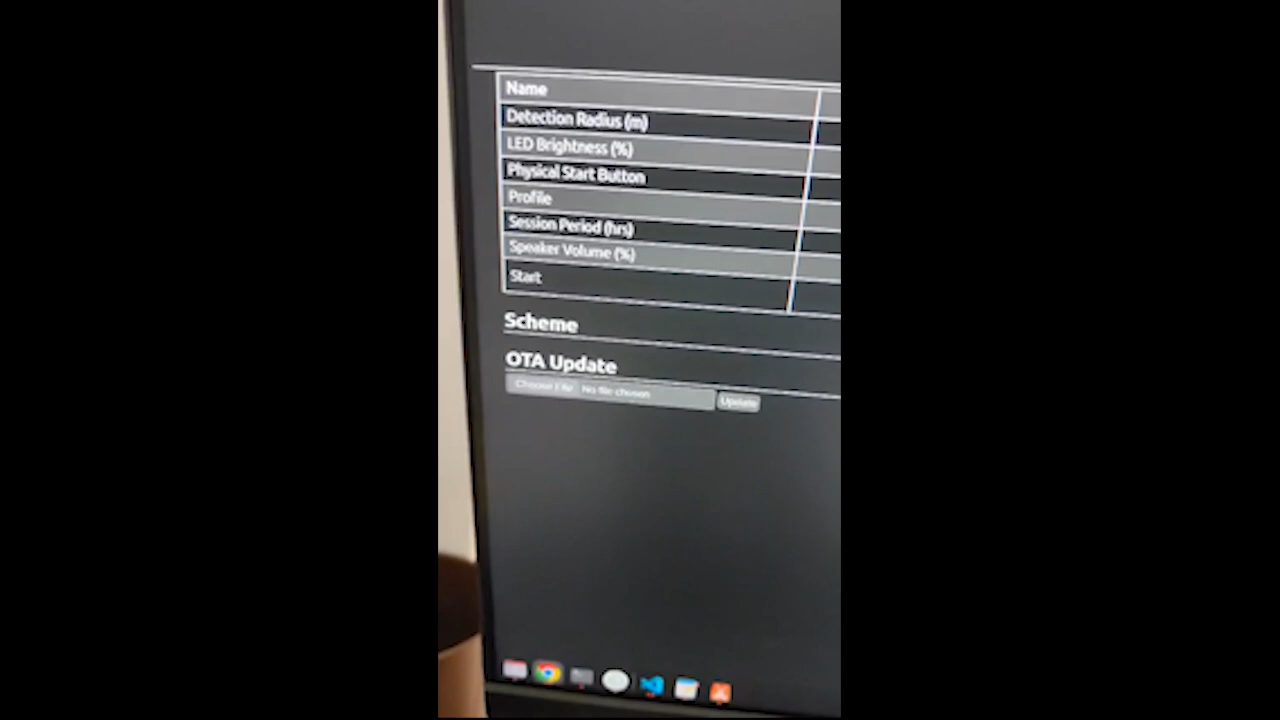 Name
Detection Radius (m)
LED Brightness (%)
Physical Start Button
Profile
Session Period (hrs)
Speaker Volume (%)
Start
Scheme
OTA Update
Choose File No file chosen Update